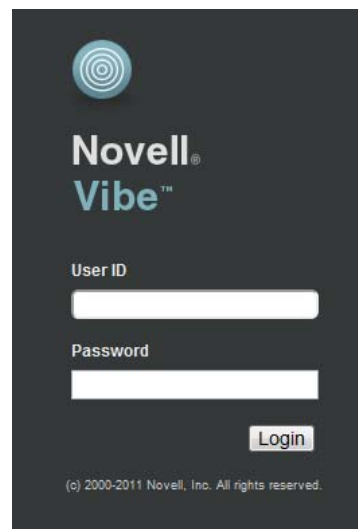 Novell®
Vibe™
User ID
Password
Login
(c) 2000-2011 Novell, Inc. All rights reserved.